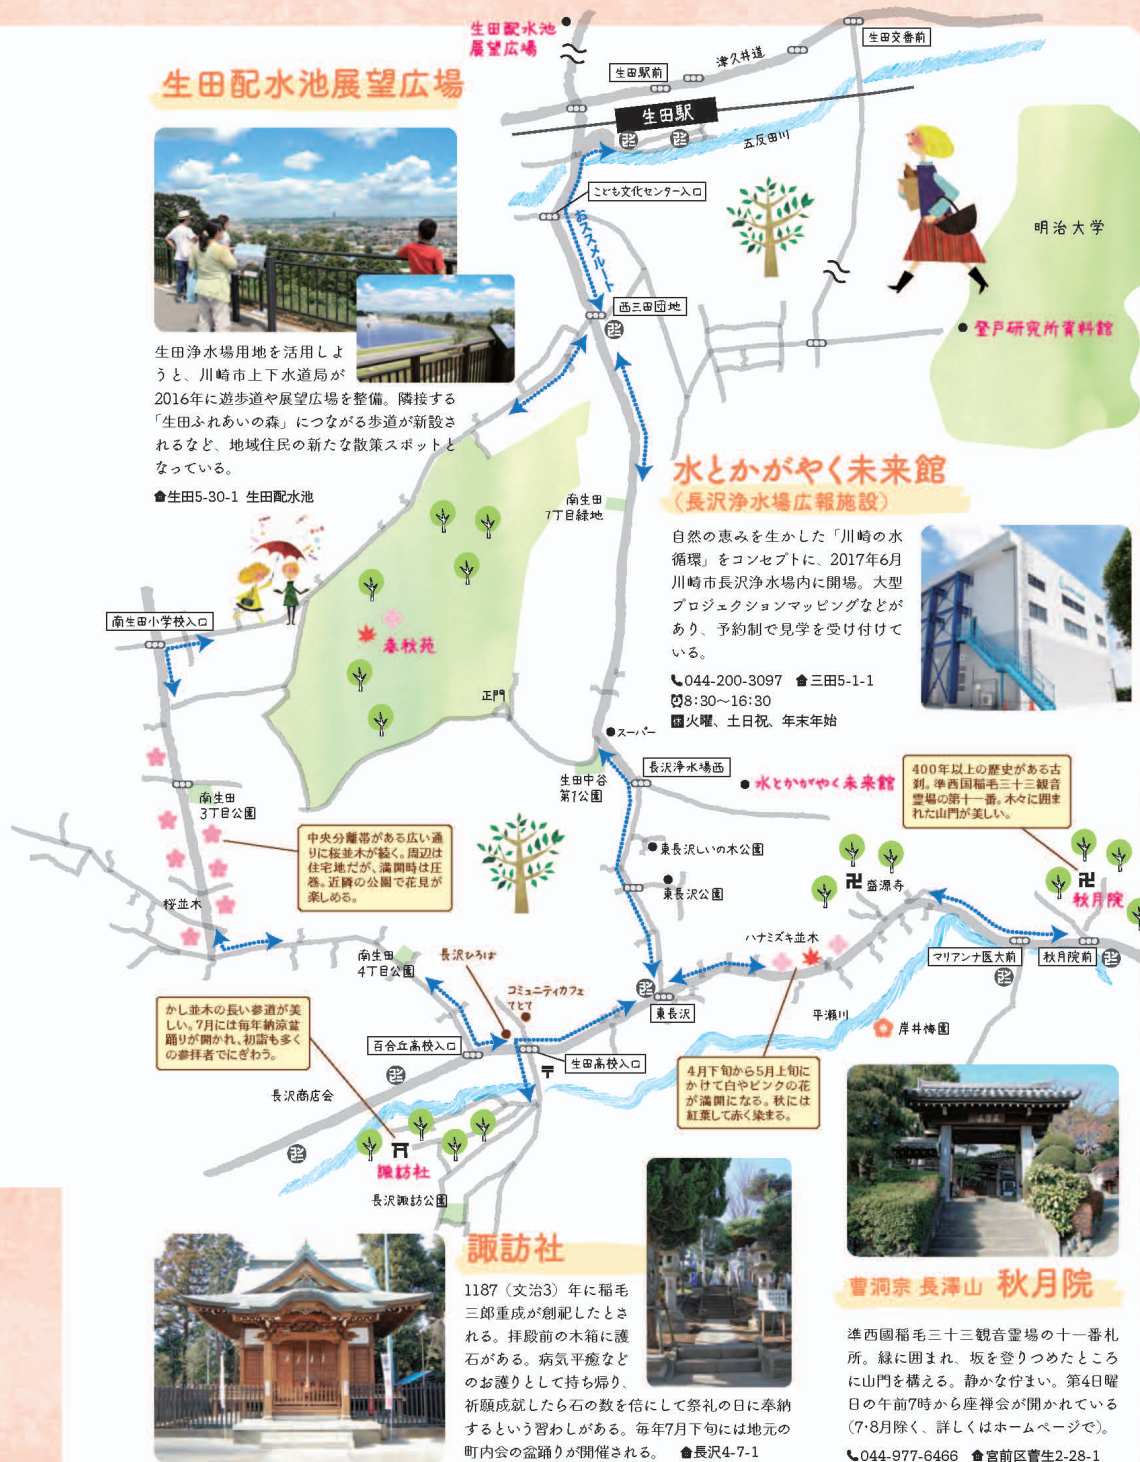 生田配水池
展望広場
生田交番前
津久井道
生田駅前
生田駅
五反田川
こども文化センター入口
おススメルート
西三田団地
明治大学
登戸研究所資料館
生田配水池展望広場
生田浄水場用地を活用しよ
うと、川崎市上下水道局が
2016年に遊歩道や展望広場を整備。隣接する
「生田ふれあいの森」につながる歩道が新設さ
れるなど、地域住民の新たな散策スポットと
なっている。
生田5-30-1 生田配水池
水とかがやく未来館
(長沢浄水場広報施設)
自然の恵みを生かした「川崎の水
循環」をコンセプトに、2017年6月
川崎市長沢浄水場内に開場。大型
プロジェクションマッピングなどが
あり、予約制で見学を受け付けて
いる。
044-200-3097 三田5-1-1
8:30〜16:30
休火曜、土日祝、年末年始
南生田
7丁目緑地
南生田小学校入口
春秋苑
正門
スーパー
生田中谷
第1公園
長沢浄水場西
水とかがやく未来館
400年以上の歴史がある古
刹。準西国稲毛三十三観音
霊場の第十一番。木々に囲ま
れた山門が美しい。
南生田
3丁目公園
中央分離帯がある広い通
りに桜並木が続く。周辺は
住宅地だが、満開時は圧
巻。近隣の公園で花見が
楽しめる。
桜並木
東長沢しいの木公園
東長沢公園
卍 盛源寺
卍
秋月院
ハナミズキ並木
マリアンナ医大前
秋月院前
南生田
4丁目公園
長沢ひろば
コミュニティカフェ
てとて
東長沢
平瀬川
岸井梅園
かし並木の長い参道が美
しい。7月には毎年納涼盆
踊りが開かれ、初詣も多く
の参拝者でにぎわう。
百合丘高校入口
生田高校入口
〒
長沢商店会
4月下旬から5月上旬に
かけて白やピンクの花
が満開になる。秋には
紅葉して赤く染まる。
諏訪社
長沢諏訪公園
諏訪社
1187(文治3)年に稲毛
三郎重成が創祀したとさ
れる。拝殿前の木箱に護
石がある。病気平癒など
のお護りとして持ち帰り、
祈願成就したら石の数を倍にして祭礼の日に奉納
するという習わしがある。毎年7月下旬には地元の
町内会の盆踊りが開催される。 長沢4-7-1
曹洞宗 長澤山 秋月院
準西國稲毛三十三観音霊場の十一番札
所。緑に囲まれ、坂を登りつめたところ
に山門を構える。静かな佇まい。第4日曜
日の午前7時から座禅会が開かれている
(7・8月除く、詳しくはホームページで)。
044-977-6466 宮前区菅生2-28-1